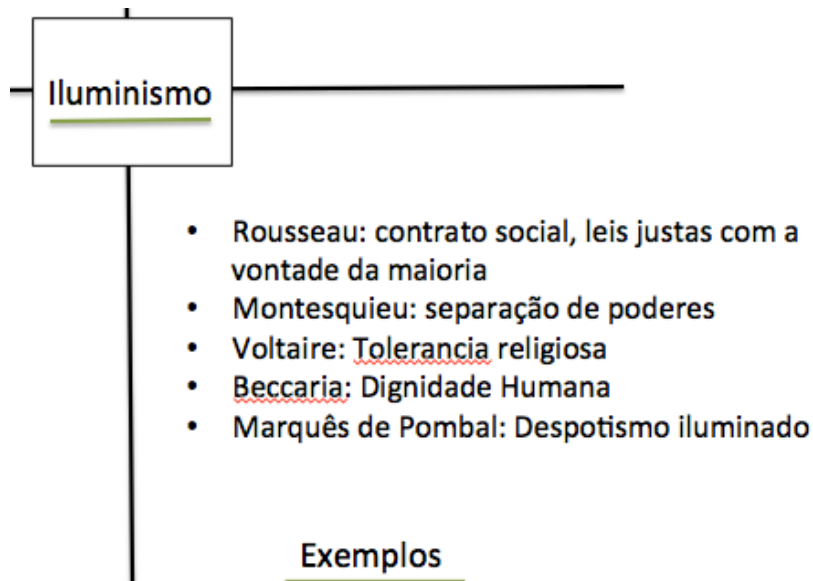 Iluminismo
• Rousseau: contrato social, leis justas com a
vontade da maioria
• Montesquieu: separação de poderes
• Voltaire: Tolerancia religiosa
• Beccaria: Dignidade Humana
• Marquês de Pombal: Despotismo iluminado
Exemplos